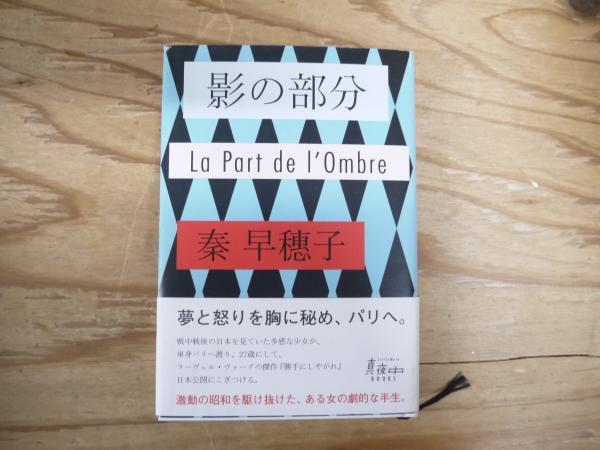 影の部分
La Part de l'Ombre
秦 早穂子
夢と怒りを胸に秘め、パリへ。
戦中戦後の日本を見ていた多感な少女が、
単身パリへ渡り、27歳にして、
ヌーヴェル・ヴァーグの傑作『勝手にしやがれ』
日本公開にこぎつける。
激動の昭和を駆け抜けた、ある女の劇的な半生。
Little More
真夜中
BOOKS